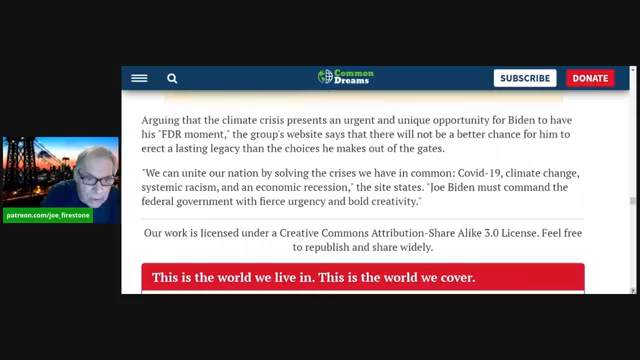 Common
Dreams
SUBSCRIBE
DONATE
Arguing that the climate crisis presents an urgent and unique opportunity for Biden to have
his "FDR moment," the group's website says that there will not be a better chance for him to
erect a lasting legacy than the choices he makes out of the gates.
"We can unite our nation by solving the crises we have in common: Covid-19, climate change,
systemic racism, and an economic recession," the site states. "Joe Biden must command the
federal government with fierce urgency and bold creativity."
patreon.com/joe_firestone
Our work is licensed under a Creative Commons Attribution-Share Alike 3.0 License. Feel free
to republish and share widely.
This is the world we live in. This is the world we cover.